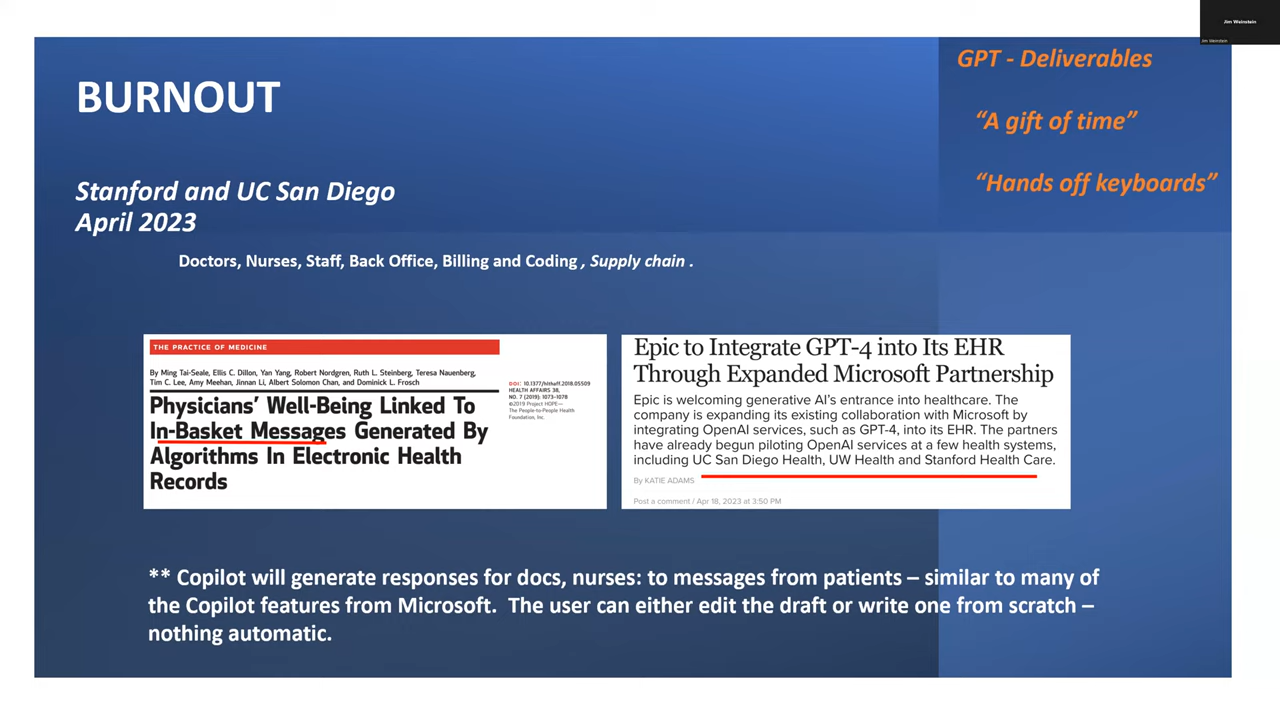 Jim Weinstein
Jim Weinstein
GPT - Deliverables
BURNOUT
“A gift of time”
“Hands off keyboards”
Stanford and UC San Diego
April 2023
Doctors, Nurses, Staff, Back Office, Billing and Coding , Supply chain .
THE PRACTICE OF MEDICINE
By Ming Tai-Seale, Ellis C. Dillon, Yan Yang, Robert Nordgren, Ruth L. Steinberg, Teresa Nauenberg,
Tim C. Lee, Amy Meehan, Jinnan Li, Albert Solomon Chan, and Dominick L. Frosch
DOI: 10.1377/hlthaff.2018.05509
HEALTH AFFAIRS 38,
NO. 7 (2019): 1073–1078
©2019 Project HOPE—
The People-to-People Health
Foundation, Inc.
Physicians’ Well-Being Linked To
In-Basket Messages Generated By
Algorithms In Electronic Health
Records
Epic to Integrate GPT-4 into Its EHR
Through Expanded Microsoft Partnership
Epic is welcoming generative AI’s entrance into healthcare. The
company is expanding its existing collaboration with Microsoft by
integrating OpenAI services, such as GPT-4, into its EHR. The partners
have already begun piloting OpenAI services at a few health systems,
including UC San Diego Health, UW Health and Stanford Health Care.
By KATIE ADAMS
Post a comment / Apr 18, 2023 at 3:50 PM
** Copilot will generate responses for docs, nurses: to messages from patients – similar to many of
the Copilot features from Microsoft. The user can either edit the draft or write one from scratch –
nothing automatic.